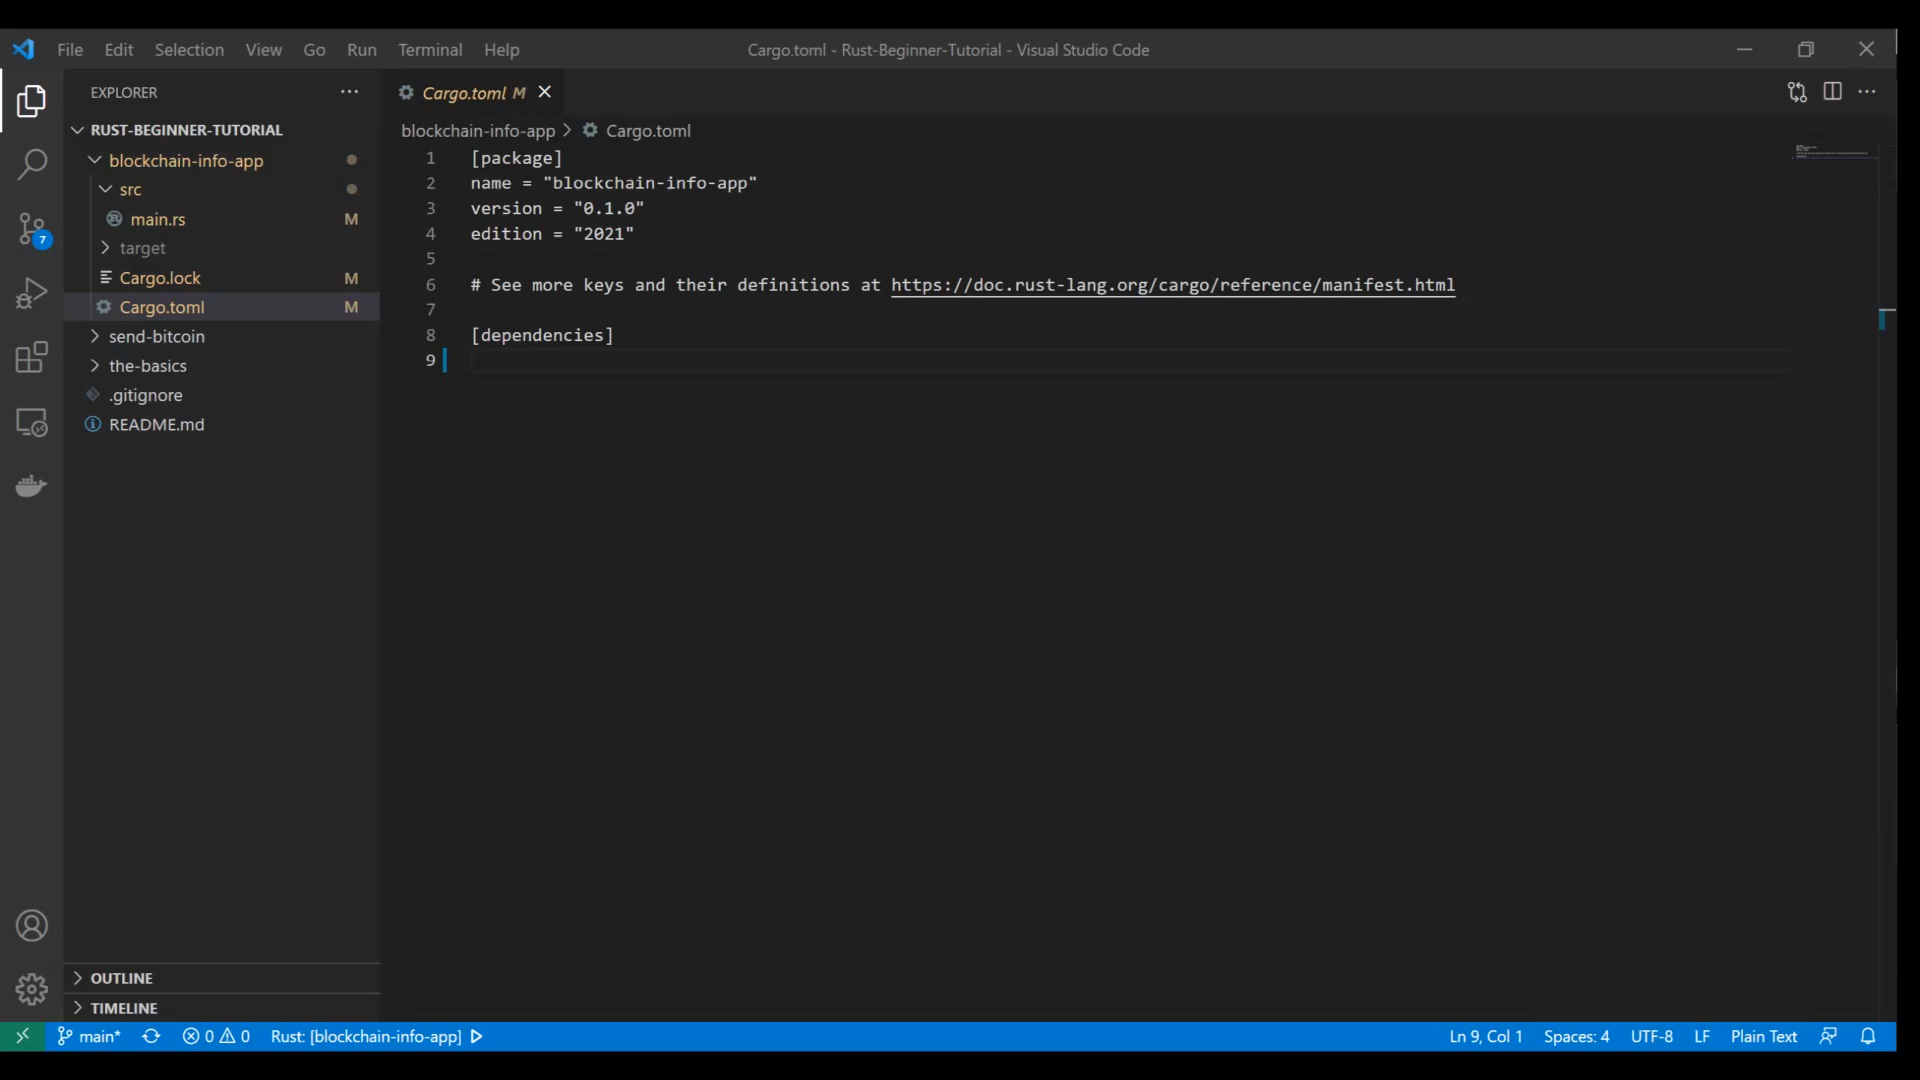 File Edit Selection View Go Run Terminal Help
Cargo.toml - Rust-Beginner-Tutorial - Visual Studio Code
EXPLORER
RUST-BEGINNER-TUTORIAL
blockchain-info-app
src
main.rs M
target
Cargo.lock M
Cargo.toml M
send-bitcoin
the-basics
.gitignore
README.md
7
OUTLINE
TIMELINE
Cargo.toml M
blockchain-info-app > Cargo.toml
1 [package]
2 name = "blockchain-info-app"
3 version = "0.1.0"
4 edition = "2021"
5
6 # See more keys and their definitions at https://doc.rust-lang.org/cargo/reference/manifest.html
7
8 [dependencies]
9
main* 0 0 Rust: [blockchain-info-app] Ln 9, Col 1 Spaces: 4 UTF-8 LF Plain Text